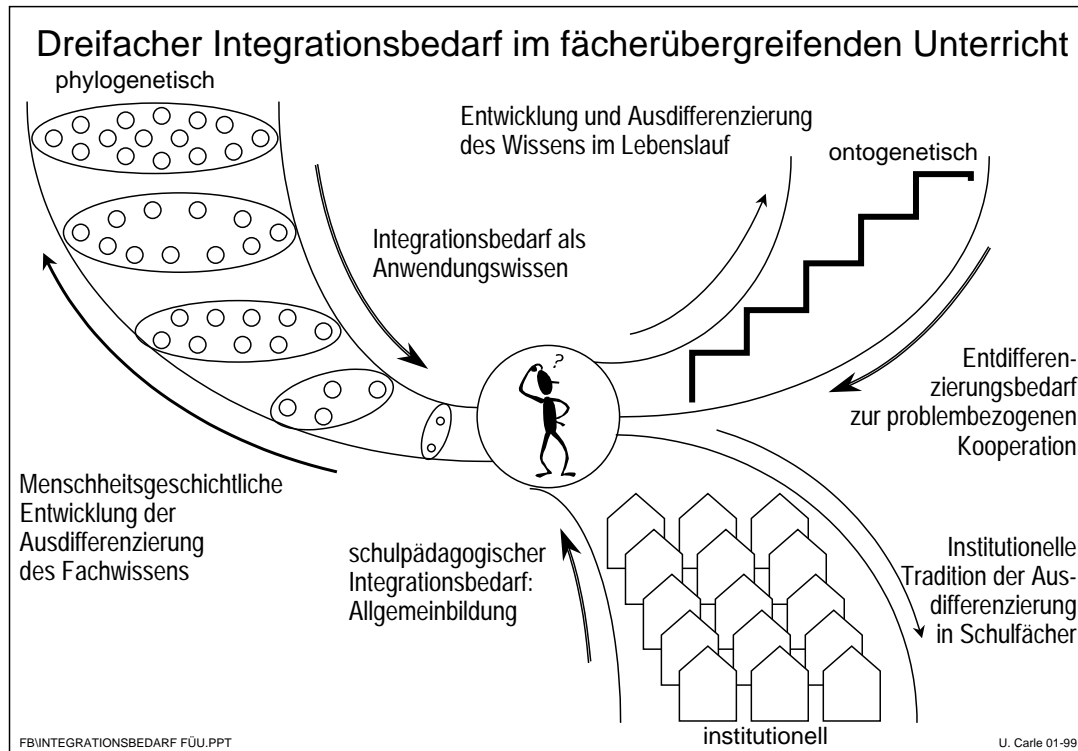 Dreifacher Integrationsbedarf im fächerübergreifenden Unterricht
phylogenetisch
Entwicklung und Ausdifferenzierung
des Wissens im Lebenslauf
ontogenetisch
Integrationsbedarf als
Anwendungswissen
?
Entdifferen-
zierungsbedarf
zur problembezogenen
Kooperation
Menschheitsgeschichtliche
Entwicklung der
Ausdifferenzierung
des Fachwissens
schulpädagogischer
Integrationsbedarf:
Allgemeinbildung
Institutionelle
Tradition der Aus-
differenzierung
in Schulfächer
institutionell
FB\INTEGRATIONSBEDARF FÜU.PPT
U. Carle 01-99